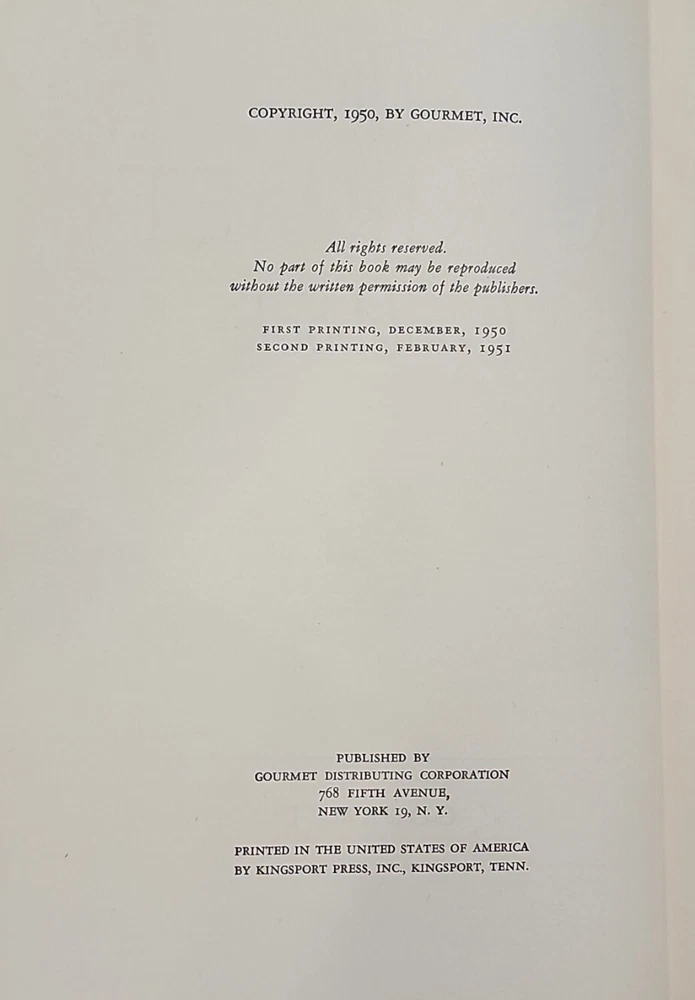 COPYRIGHT, 1950, BY GOURMET, INC.
All rights reserved.
No part of this book may be reproduced
without the written permission of the publishers.
FIRST PRINTING, DECEMBER, 1950
SECOND PRINTING, FEBRUARY, 1951
PUBLISHED BY
GOURMET DISTRIBUTING CORPORATION
768 FIFTH AVENUE,
NEW YORK 19, N. Y.
PRINTED IN THE UNITED STATES OF AMERICA
BY KINGSPORT PRESS, INC., KINGSPORT, TENN.